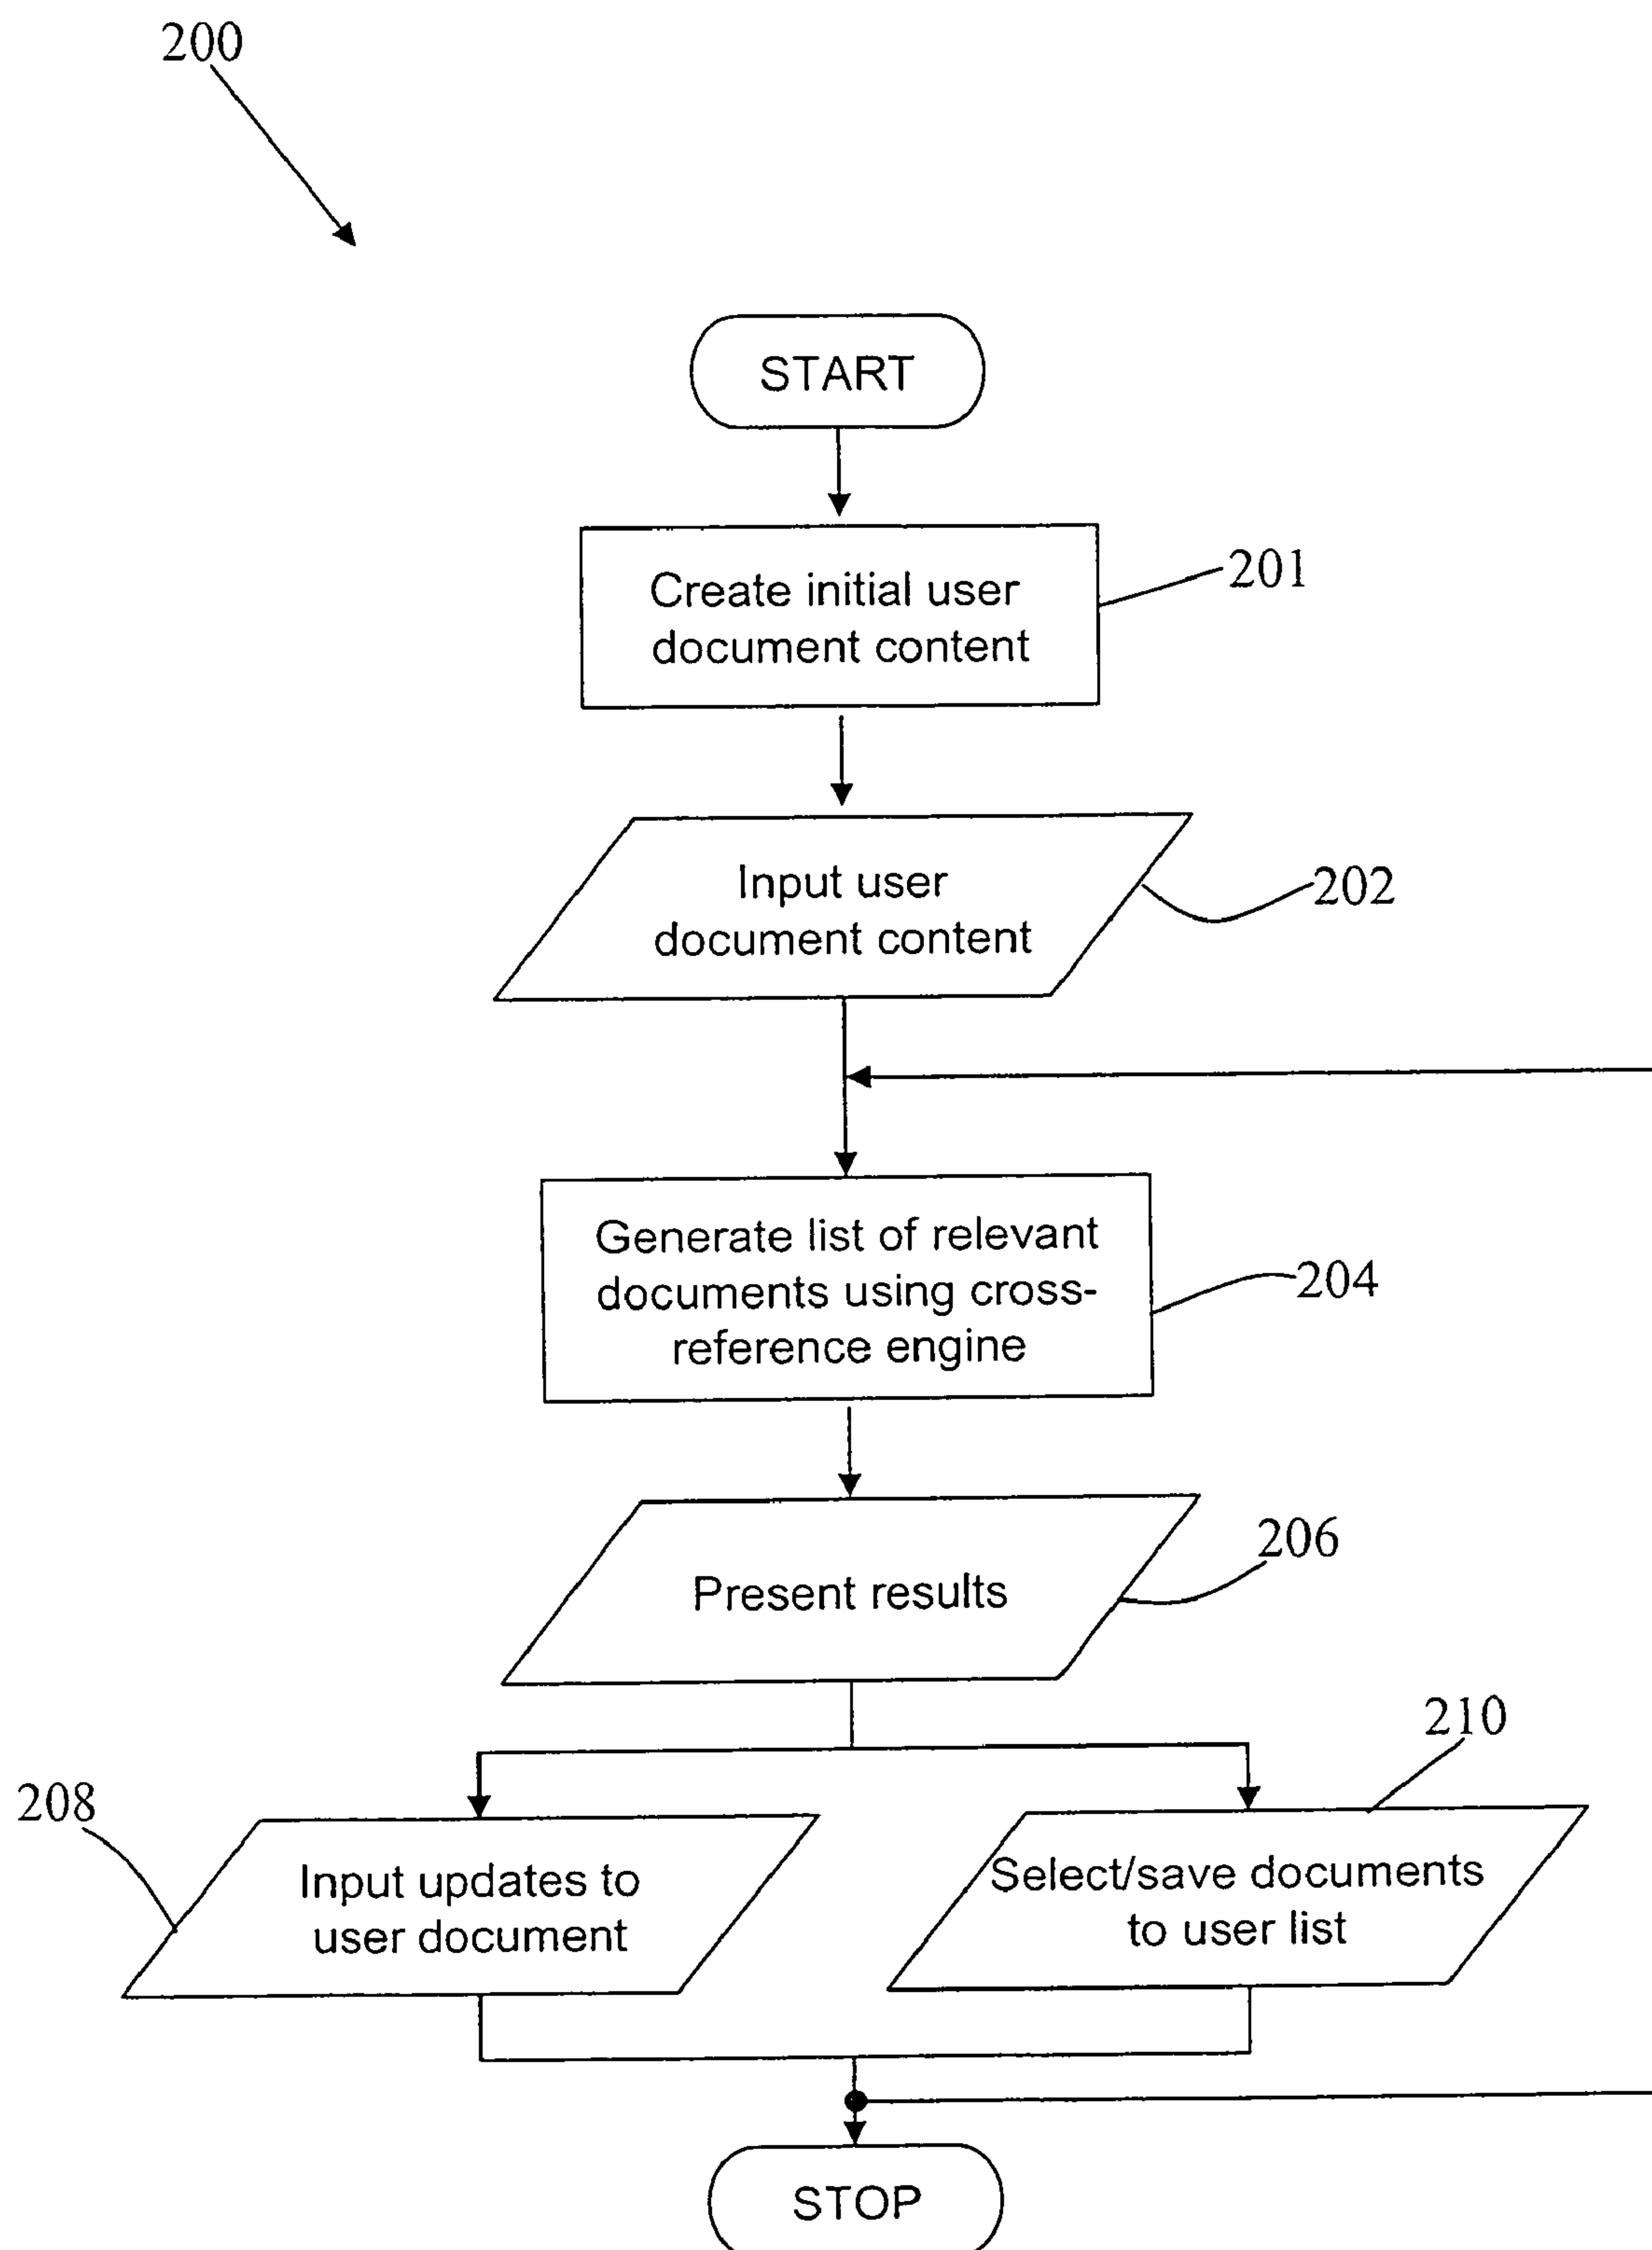 200
START
Create initial user
document content
201
Input user
document content
202
Generate list of relevant
documents using cross-
reference engine
204
Present results
206
210
208
Input updates to
user document
Select/save documents
to user list
STOP